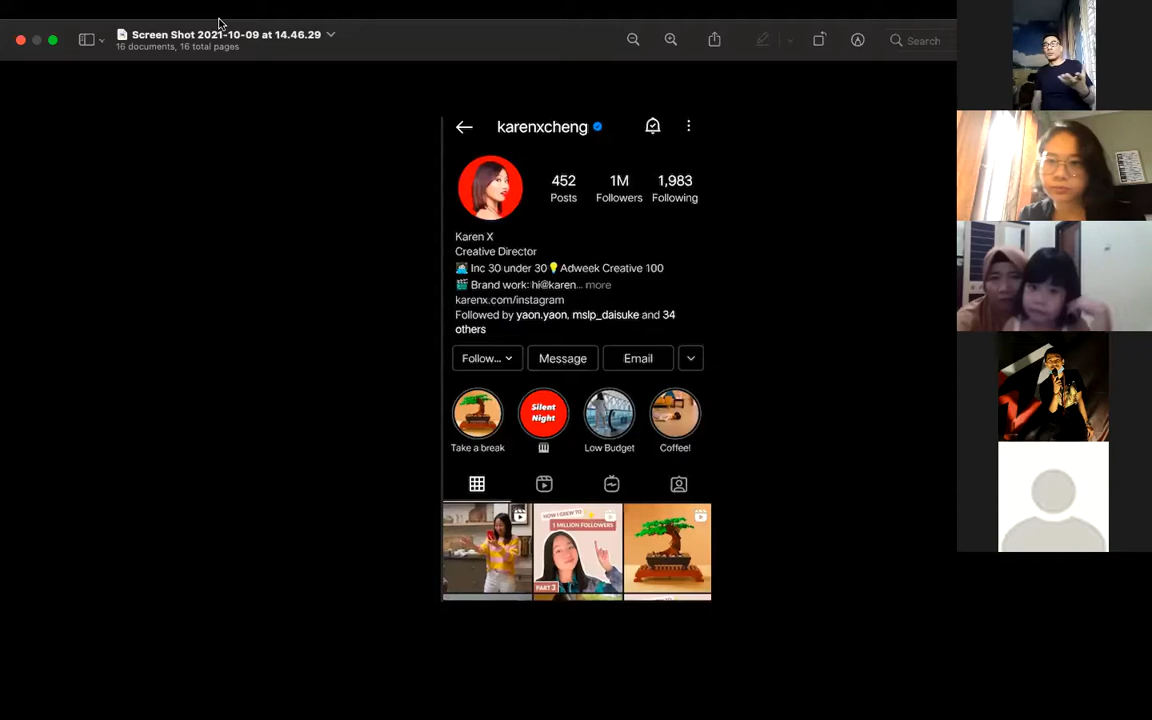 Screen Shot 2021-10-09 at 14.46.29
16 documents, 16 total pages
Search
karenxcheng
452 1M 1,983
Posts Followers Following
Karen X
Creative Director
Inc 30 under 30 Adweek Creative 100
Brand work: hi@karen... more
karenx.com/instagram
Followed by yaon.yaon, mslp_daisuke and 34
others
Follow... Message Email
Silent
Night
Take a break Low Budget Coffee!
HOW I GREW TO
1 MILLION FOLLOWERS
PART 3